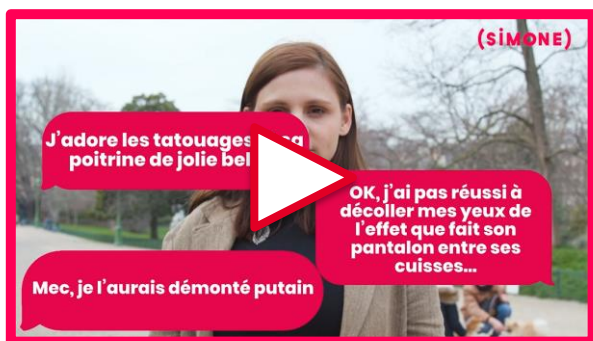 (SIMONE)
J'adore les tatouages
poitrine de jolie
OK, j'ai pas réussi à
décoller mes yeux de
l'effet que fait son
pantalon entre ses
cuisses...
Mec, je l'aurais démonté putain